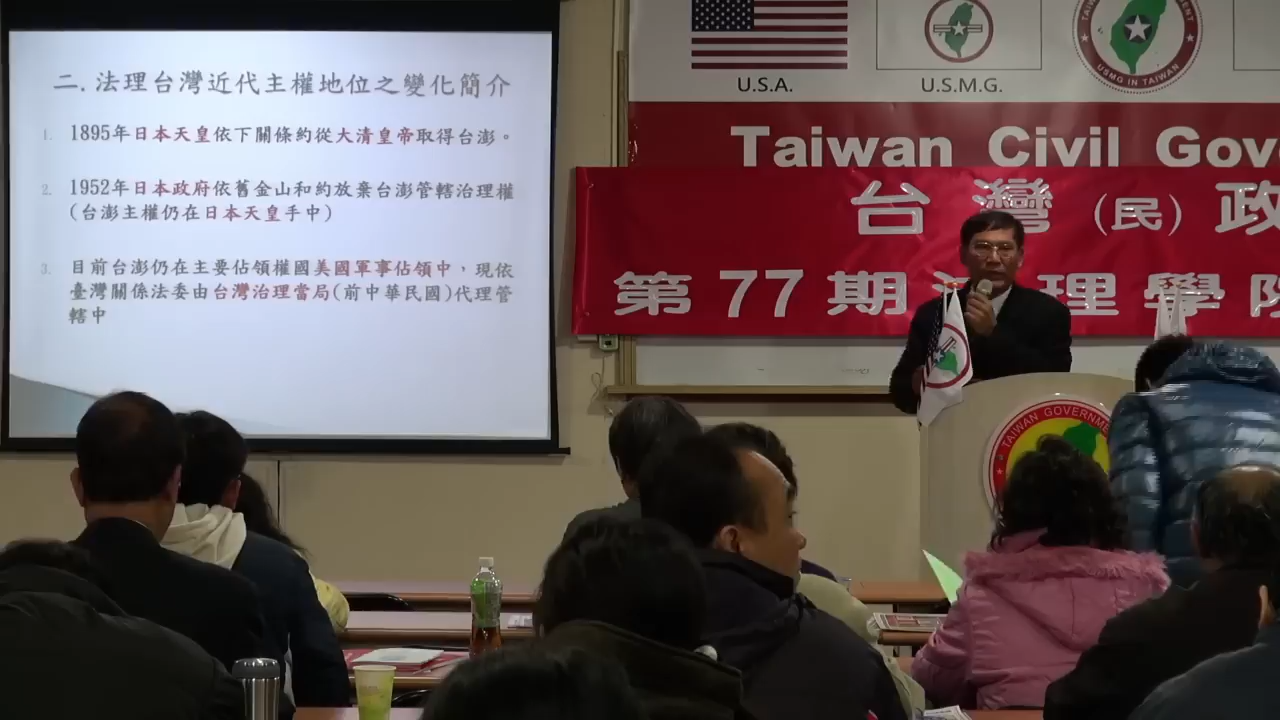 二. 法理台灣近代主權地位之變化簡介
1. 1895年日本天皇依下關條約從大清皇帝取得台澎。
2. 1952年日本政府依舊金山和約放棄台澎管轄治理權
(台澎主權仍在日本天皇手中)
3. 目前台澎仍在主要佔領權國美國軍事佔領中，現依
臺灣關係法委由台灣治理當局(前中華民國)代理管
轄中
U.S.A.
U.S.M.G.
USMG IN TAIWAN
Taiwan Civil Gov
台灣(民)政
第77期 理學院
TAIWAN GOVERNMENT